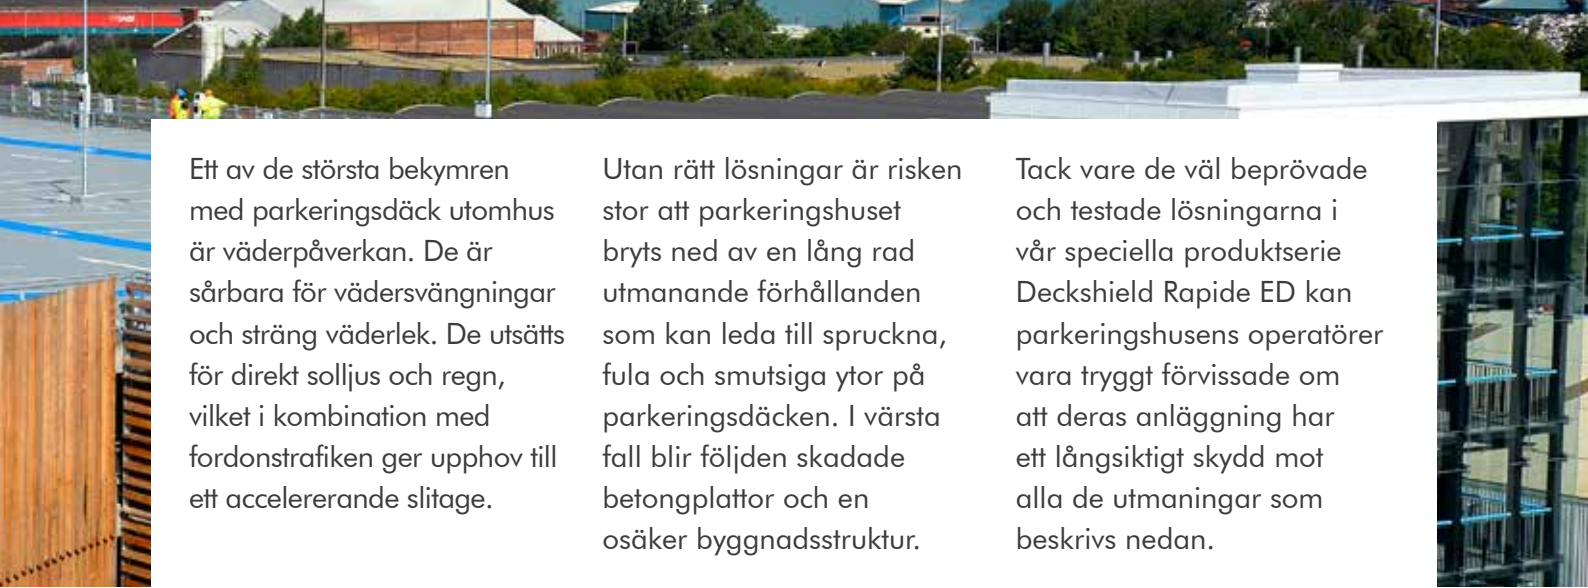 Ett av de största bekymren
med parkeringsdäck utomhus
är väderpåverkan. De är
sårbara för vädersvängningar
och sträng väderlek. De utsätts
för direkt solljus och regn,
vilket i kombination med
fordonstrafiken ger upphov till
ett accelererande slitage.
Utan rätt lösningar är risken
stor att parkeringshuset
bryts ned av en lång rad
utmanande förhållanden
som kan leda till spruckna,
fula och smutsiga ytor på
parkeringsdäcken. I värsta
fall blir följden skadade
betongplattor och en
osäker byggnadsstruktur.
Tack vare de väl beprövade
och testade lösningarna i
vår speciella produktserie
Deckshield Rapide ED kan
parkeringshusens operatörer
vara tryggt förvissade om
att deras anläggning har
ett långsiktigt skydd mot
alla de utmaningar som
beskrivs nedan.